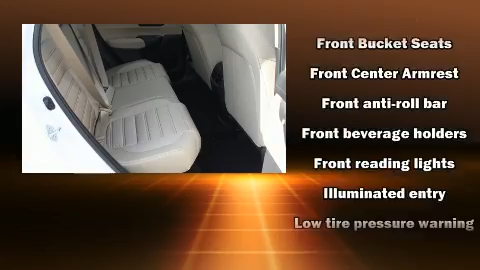 Front Bucket Seats
Front Center Armrest
Front anti-roll bar
Front beverage holders
Front reading lights
Illuminated entry
Low tire pressure warning